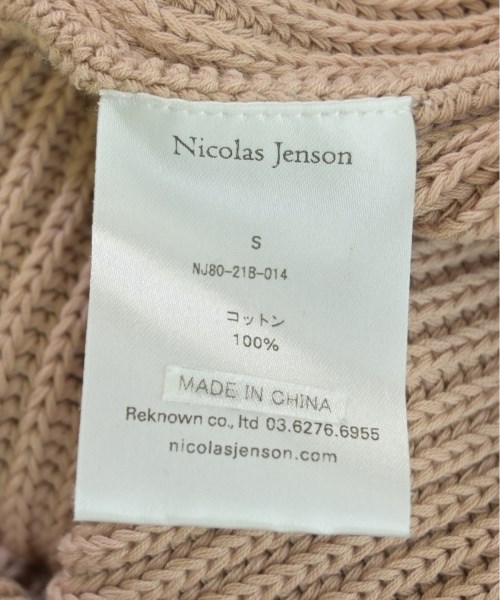 Nicolas Jenson
S
NJ80-21B-014
コットン
100%
MADE IN CHINA
Reknown co., ltd 03.6276.6955
nicolasjenson.com